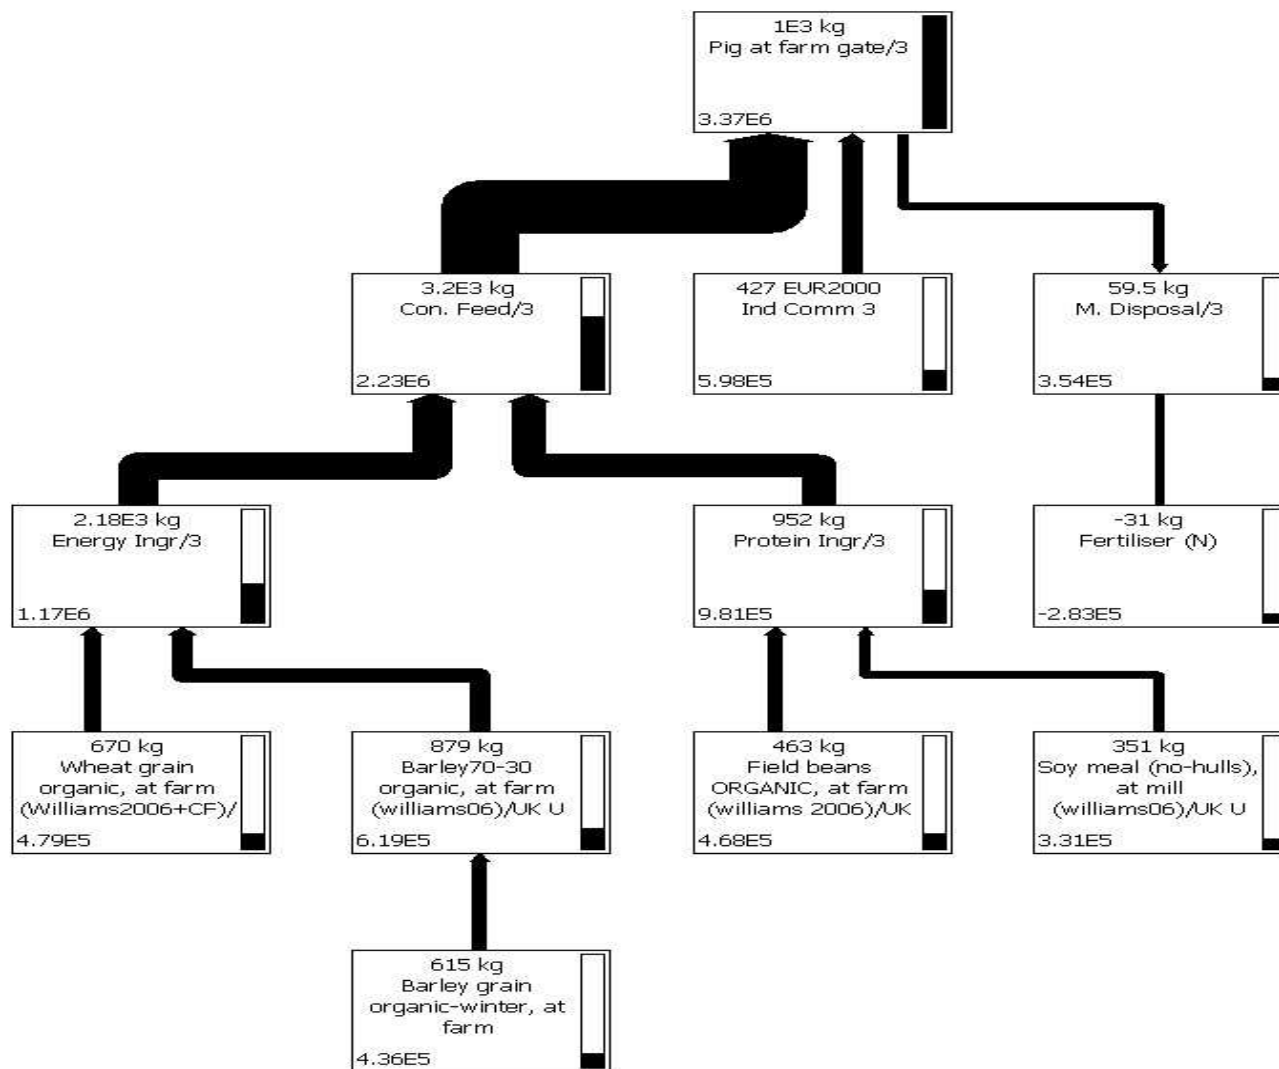 1E3 kg
Pig at farm gate/3
3.37E6
3.2E3 kg
Con. Feed/3
2.23E6
427 EUR2000
Ind Comm 3
5.98E5
59.5 kg
M. Disposal/3
3.54E5
2.18E3 kg
Energy Ingr/3
1.17E6
952 kg
Protein Ingr/3
9.81E5
-31 kg
Fertiliser (N)
-2.83E5
670 kg
Wheat grain
organic, at farm
(Williams2006+CF)/
4.79E5
879 kg
Barley70-30
organic, at farm
(williams06)/UK U
6.19E5
463 kg
Field beans
ORGANIC, at farm
(williams 2006)/UK
4.68E5
351 kg
Soy meal (no-hulls),
at mill
(williams06)/UK U
3.31E5
615 kg
Barley grain
organic-winter, at
farm
4.36E5